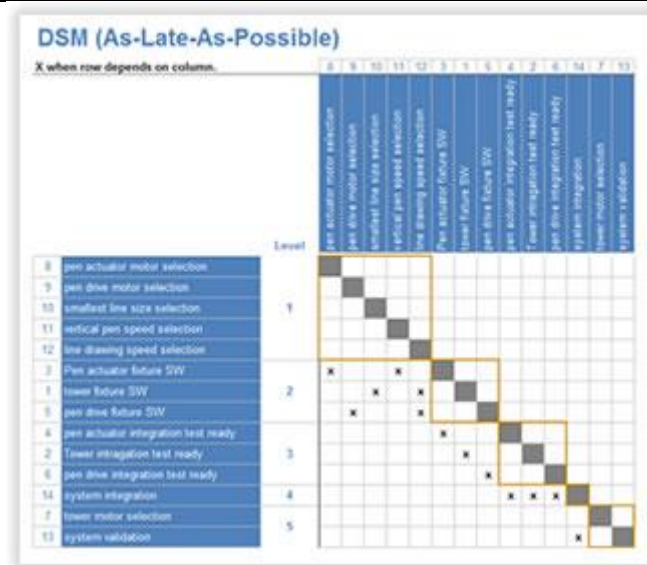 DSM (As-Late-As-Possible)
X when row depends on column.
8 9 10 11 12 3 1 5 4 2 6 14 7 13
pen actuator motor selection
pen drive motor selection
smallest line size selection
vertical pen speed selection
line drawing speed selection
Pen actuator fixture SW
tower fixture SW
pen drive fixture SW
pen actuator integration test ready
Tower intragation test ready
pen drive integration test ready
system integration
tower motor selection
system validation
Level
8 pen actuator motor selection
9 pen drive motor selection
10 smallest line size selection
11 vertical pen speed selection
12 line drawing speed selection
1
3 Pen actuator fixture SW x x
1 tower fixture SW x x
5 pen drive fixture SW x x
2
4 pen actuator integration test ready x
2 Tower intragation test ready x
6 pen drive integration test ready x
3
14 system integration 4 x x x
7 tower motor selection
13 system validation x
5